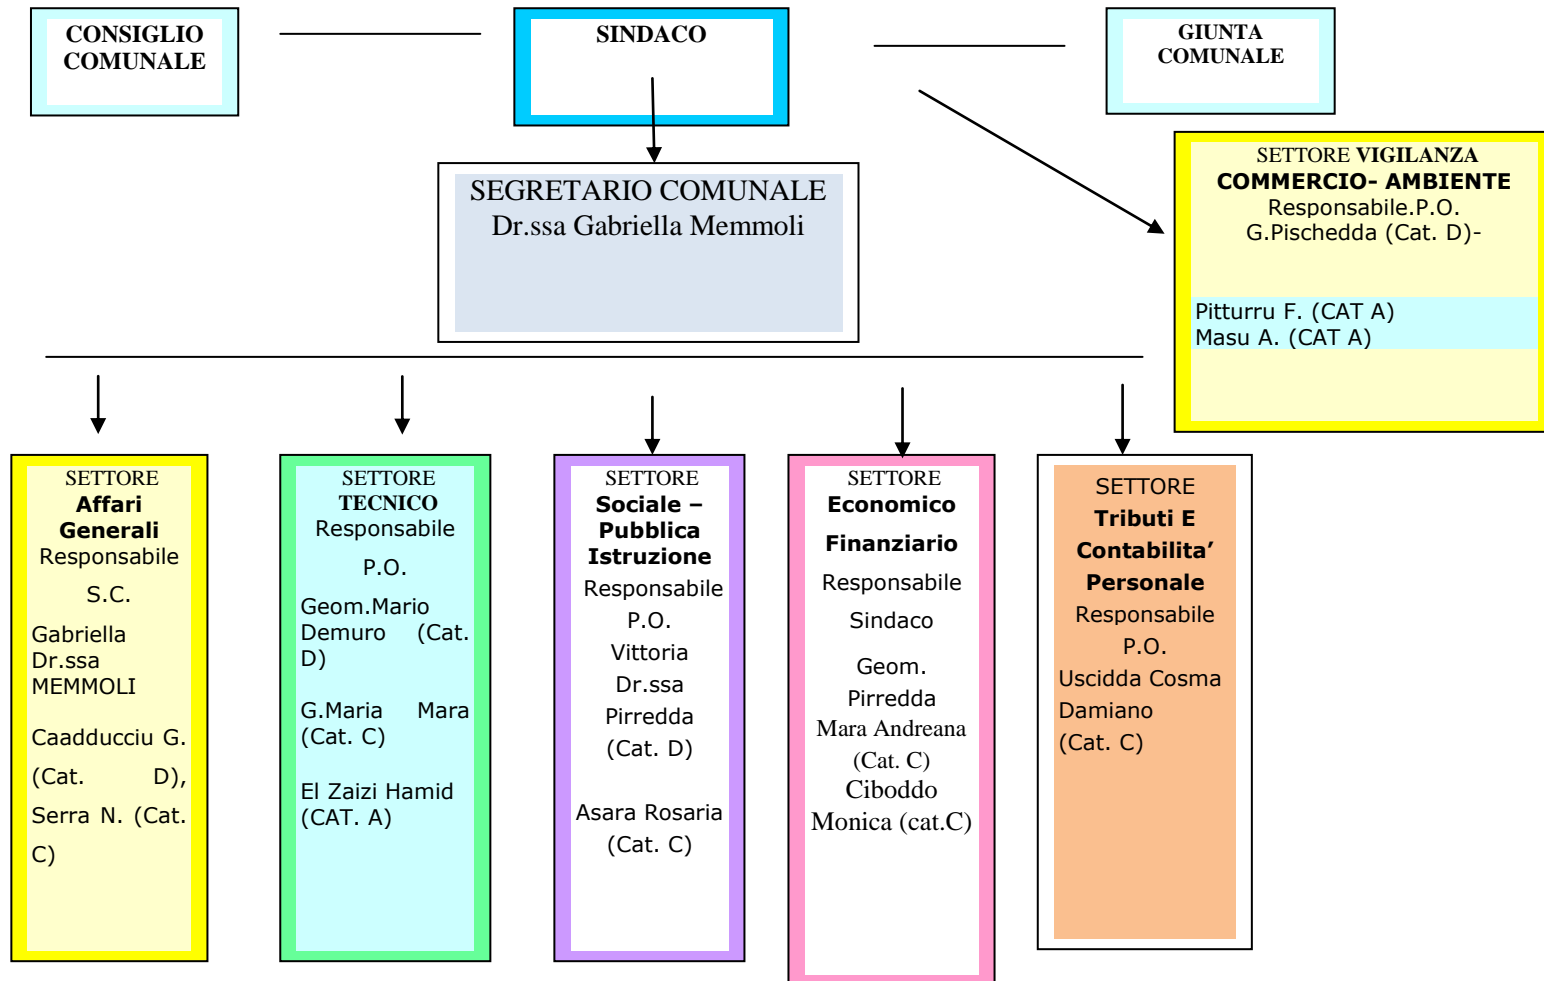 CONSIGLIO
COMUNALE
SINDACO
GIUNTA
COMUNALE
SEGRETARIO COMUNALE
Dr.ssa Gabriella Memmoli
SETTORE VIGILANZA
COMMERCIO- AMBIENTE
Responsabile.P.O.
G.Pischedda (Cat. D)-
Pitturru F. (CAT A)
Masu A. (CAT A)
SETTORE
Affari
Generali
Responsabile
S.C.
Gabriella
Dr.ssa
MEMMOLI
Caadducciu G.
(Cat. D),
Serra N. (Cat.
C)
SETTORE
TECNICO
Responsabile
P.O.
Geom.Mario
Demuro (Cat.
D)
G.Maria Mara
(Cat. C)
El Zaizi Hamid
(CAT. A)
SETTORE
Sociale –
Pubblica
Istruzione
Responsabile
P.O.
Vittoria
Dr.ssa
Pirredda
(Cat. D)
Asara Rosaria
(Cat. C)
SETTORE
Economico
Finanziario
Responsabile
Sindaco
Geom.
Pirredda
Mara Andreana
(Cat. C)
Ciboddo
Monica (cat.C)
SETTORE
Tributi E
Contabilita’
Personale
Responsabile
P.O.
Uscidda Cosma
Damiano
(Cat. C)